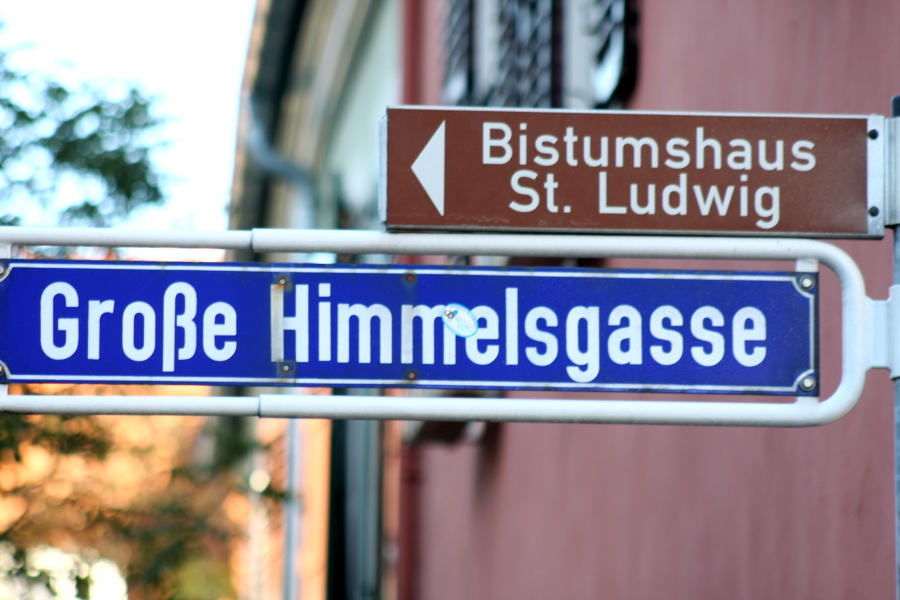 Bistumshaus
St. Ludwig
Große Himmelsgasse